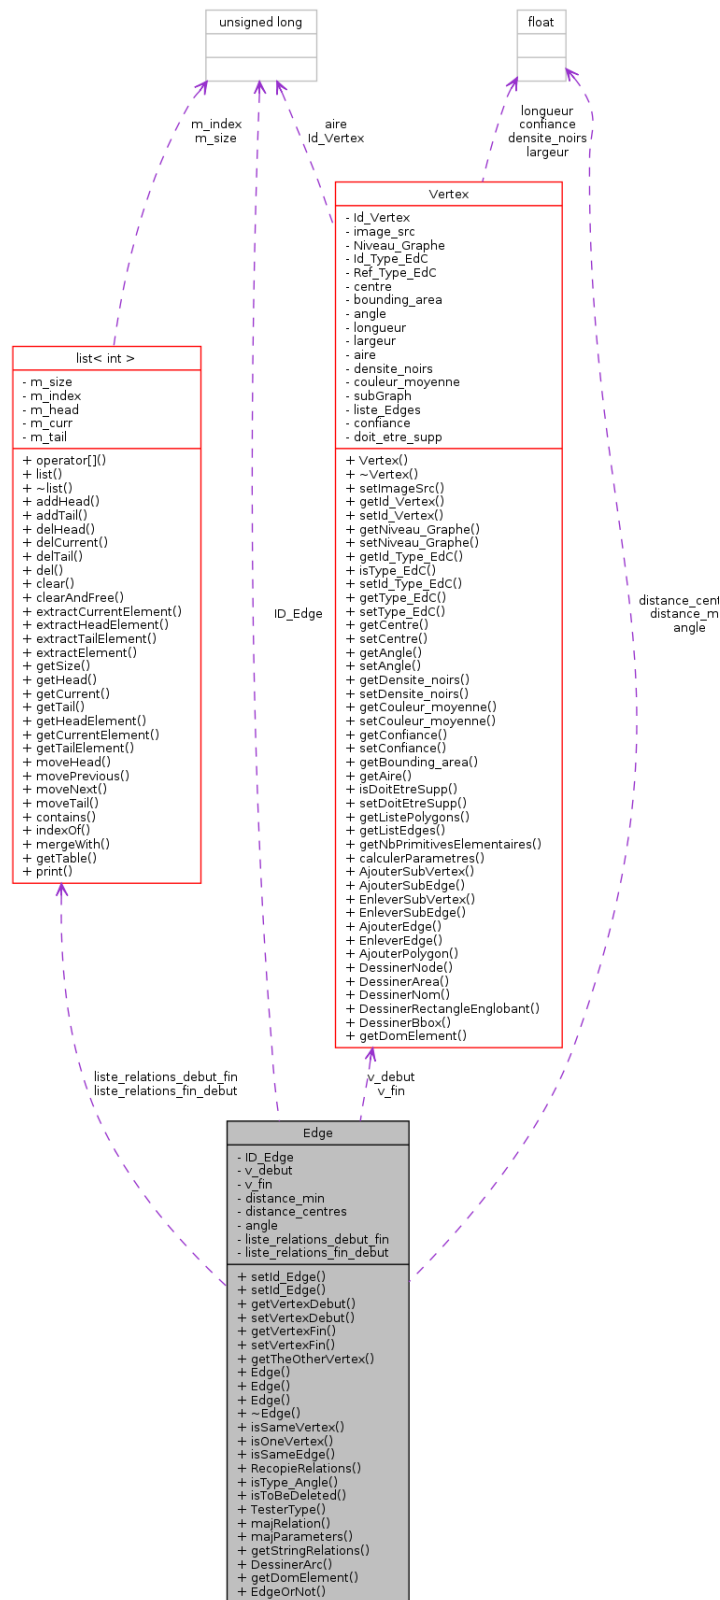 unsigned long
float
m_index
m_size
aire
Id_Vertex
longueur
confiance
densite_noirs
largeur
Vertex
- Id_Vertex
- image_src
- Niveau_Graphe
- Id_Type_EdC
- Ref_Type_EdC
- centre
- bounding_area
- angle
- longueur
- largeur
- aire
- densite_noirs
- couleur_moyenne
- subGraph
- liste_Edges
- confiance
- doit_etre_supp
+ Vertex()
+ ~Vertex()
+ setImageSrc()
+ getId_Vertex()
+ setId_Vertex()
+ getNiveau_Graphe()
+ setNiveau_Graphe()
+ getId_Type_EdC()
+ isType_EdC()
+ setId_Type_EdC()
+ getType_EdC()
+ setType_EdC()
+ getCentre()
+ setCentre()
+ getAngle()
+ setAngle()
+ getDensite_noirs()
+ setDensite_noirs()
+ getCouleur_moyenne()
+ setCouleur_moyenne()
+ getConfiance()
+ setConfiance()
+ getBounding_area()
+ getAire()
+ isDoitEtreSupp()
+ setDoitEtreSupp()
+ getListePolygons()
+ getListEdges()
+ getNbPrimitivesElementaires()
+ calculerParametres()
+ AjouterSubVertex()
+ AjouterSubEdge()
+ EnleverSubVertex()
+ EnleverSubEdge()
+ AjouterEdge()
+ EnleverEdge()
+ AjouterPolygon()
+ DessinerNode()
+ DessinerArea()
+ DessinerNom()
+ DessinerRectangleEnglobant()
+ DessinerBbox()
+ getDomElement()
list< int >
- m_size
- m_index
- m_head
- m_curr
- m_tail
+ operator[]()
+ list()
+ ~list()
+ addHead()
+ addTail()
+ delHead()
+ delCurrent()
+ delTail()
+ del()
+ clear()
+ clearAndFree()
+ extractCurrentElement()
+ extractHeadElement()
+ extractTailElement()
+ extractElement()
+ getSize()
+ getHead()
+ getCurrent()
+ getTail()
+ getHeadElement()
+ getCurrentElement()
+ getTailElement()
+ moveHead()
+ movePrevious()
+ moveNext()
+ moveTail()
+ contains()
+ indexOf()
+ mergeWith()
+ getTable()
+ print()
ID_Edge
distance_cent
distance_m
angle
liste_relations_debut_fin
liste_relations_fin_debut
v_debut
v_fin
Edge
- ID_Edge
- v_debut
- v_fin
- distance_min
- distance_centres
- angle
- liste_relations_debut_fin
- liste_relations_fin_debut
+ setId_Edge()
+ setId_Edge()
+ getVertexDebut()
+ setVertexDebut()
+ getVertexFin()
+ setVertexFin()
+ getTheOtherVertex()
+ Edge()
+ Edge()
+ Edge()
+ ~Edge()
+ isSameVertex()
+ isOneVertex()
+ isSameEdge()
+ RecopieRelations()
+ isType_Angle()
+ isToBeDeleted()
+ TesterType()
+ majRelation()
+ majParameters()
+ getStringRelations()
+ DessinerArc()
+ getDomElement()
+ EdgeOrNot()